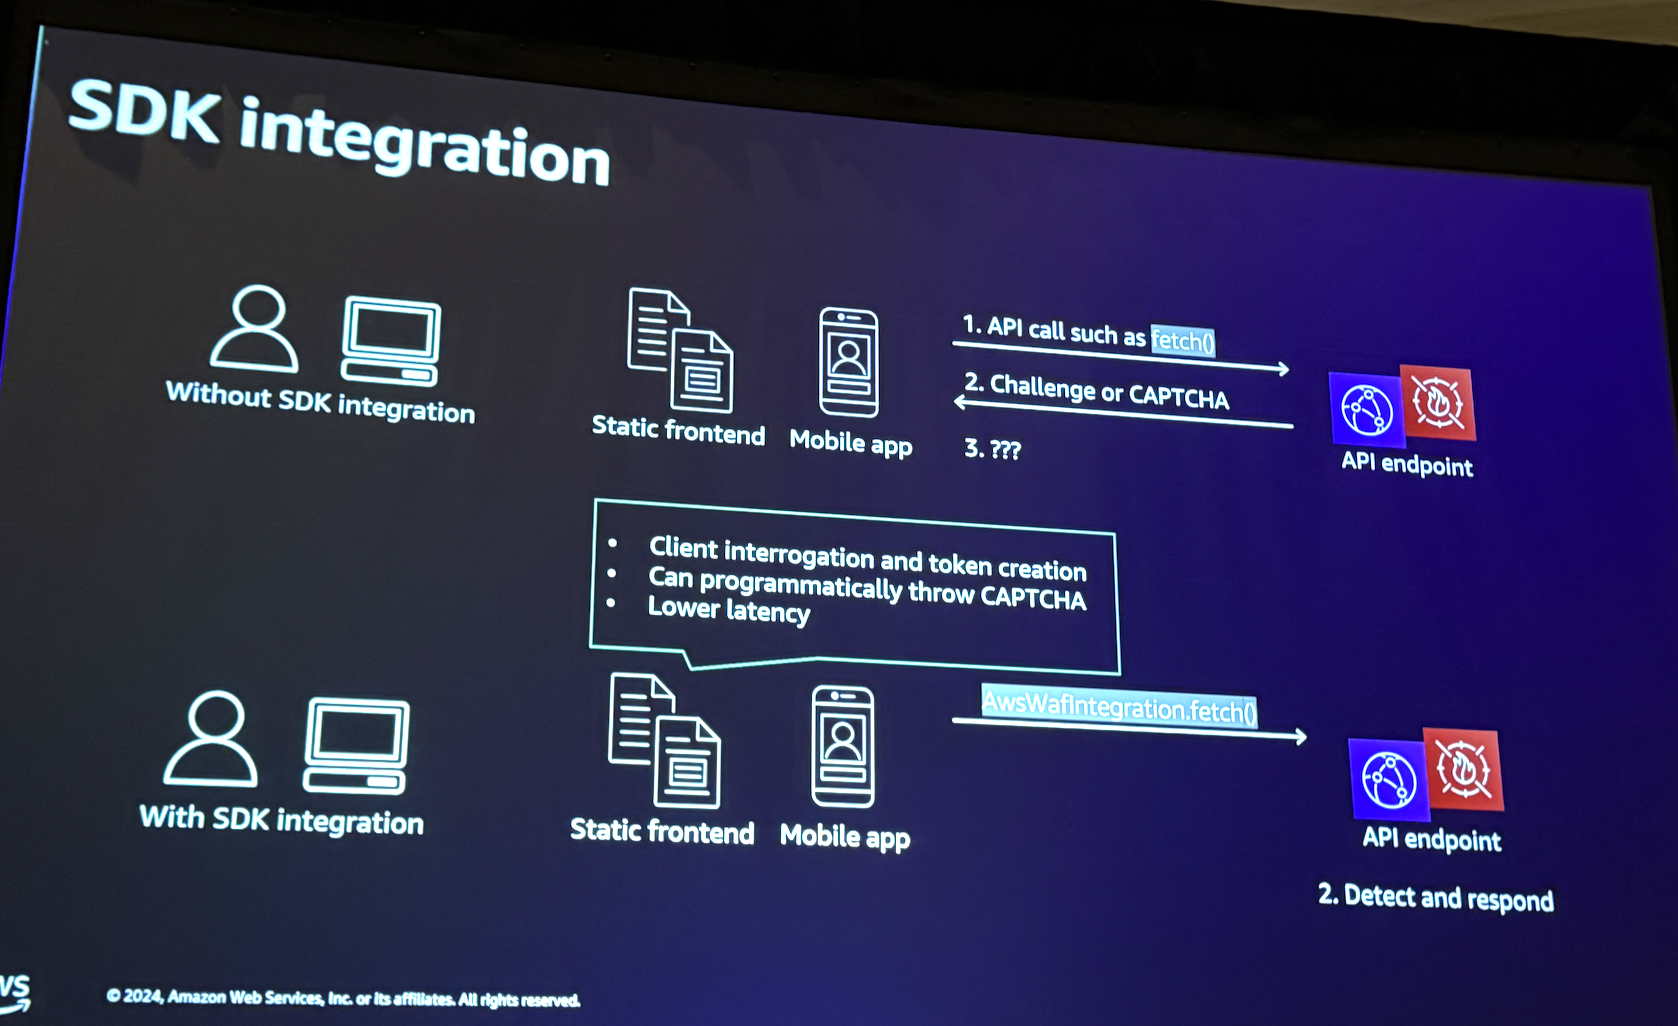 SDK integration
1. API call such as fetch()
2. Challenge or CAPTCHA
3. ???
Without SDK integration
Static frontend
Mobile app
API endpoint
• Client interrogation and token creation
• Can programmatically throw CAPTCHA
• Lower latency
AwsWafIntegration.fetch()
With SDK integration
Static frontend
Mobile app
API endpoint
2. Detect and respond
© 2024, Amazon Web Services, Inc. or its affiliates. All rights reserved.